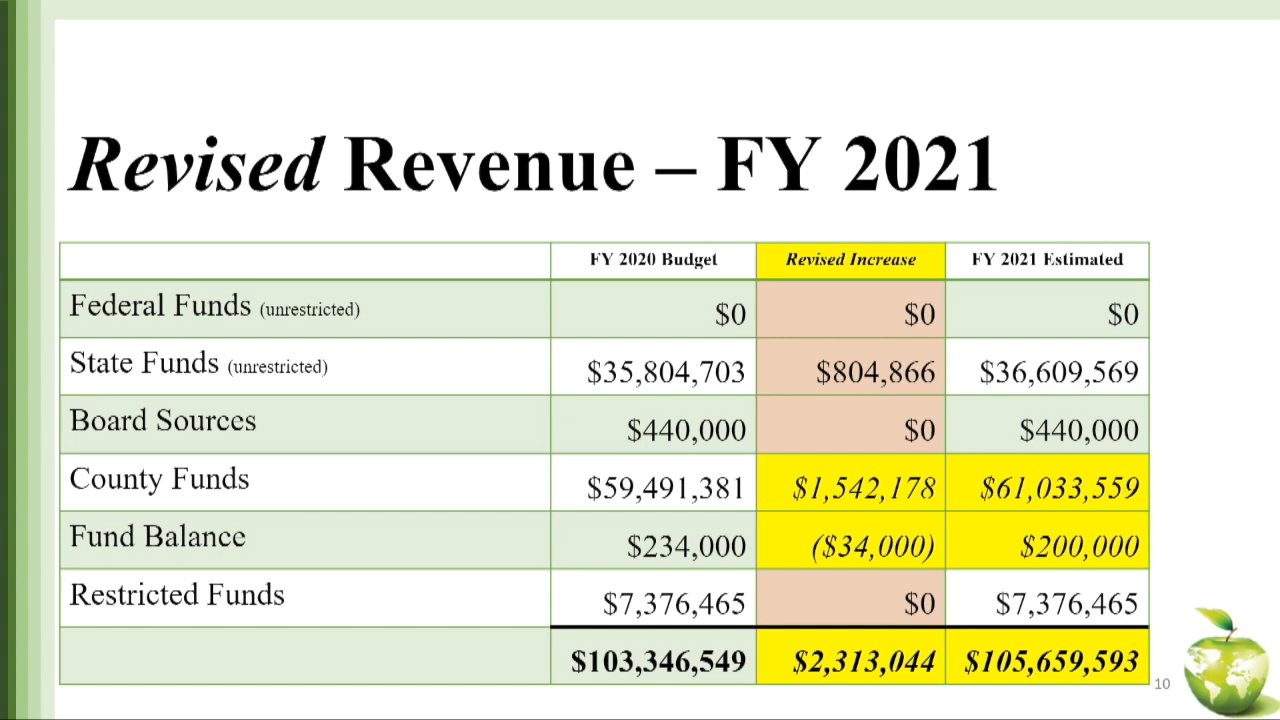 Revised Revenue – FY 2021
FY 2020 Budget Revised Increase FY 2021 Estimated
Federal Funds (unrestricted) $0 $0 $0
State Funds (unrestricted) $35,804,703 $804,866 $36,609,569
Board Sources $440,000 $0 $440,000
County Funds $59,491,381 $1,542,178 $61,033,559
Fund Balance $234,000 ($34,000) $200,000
Restricted Funds $7,376,465 $0 $7,376,465
$103,346,549 $2,313,044 $105,659,593
10